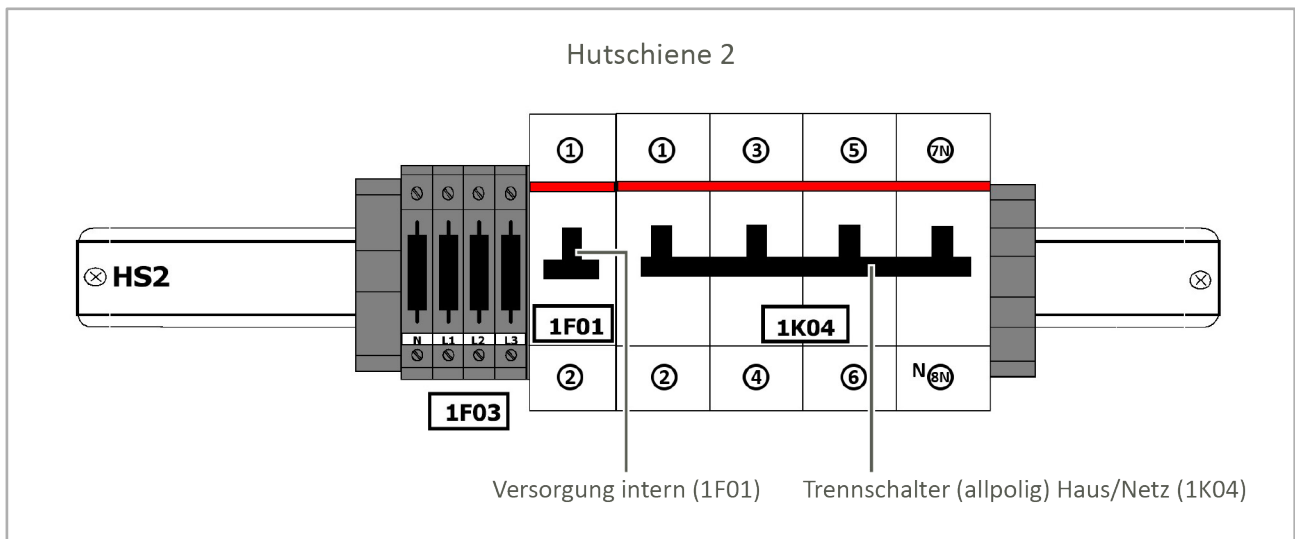 Hutschiene 2
1 1 3 5 7N
HS2
N L1 L2 L3
1F01 1K04
2 2 4 6 N 8N
1F03
Versorgung intern (1F01) Trennschalter (allpolig) Haus/Netz (1K04)